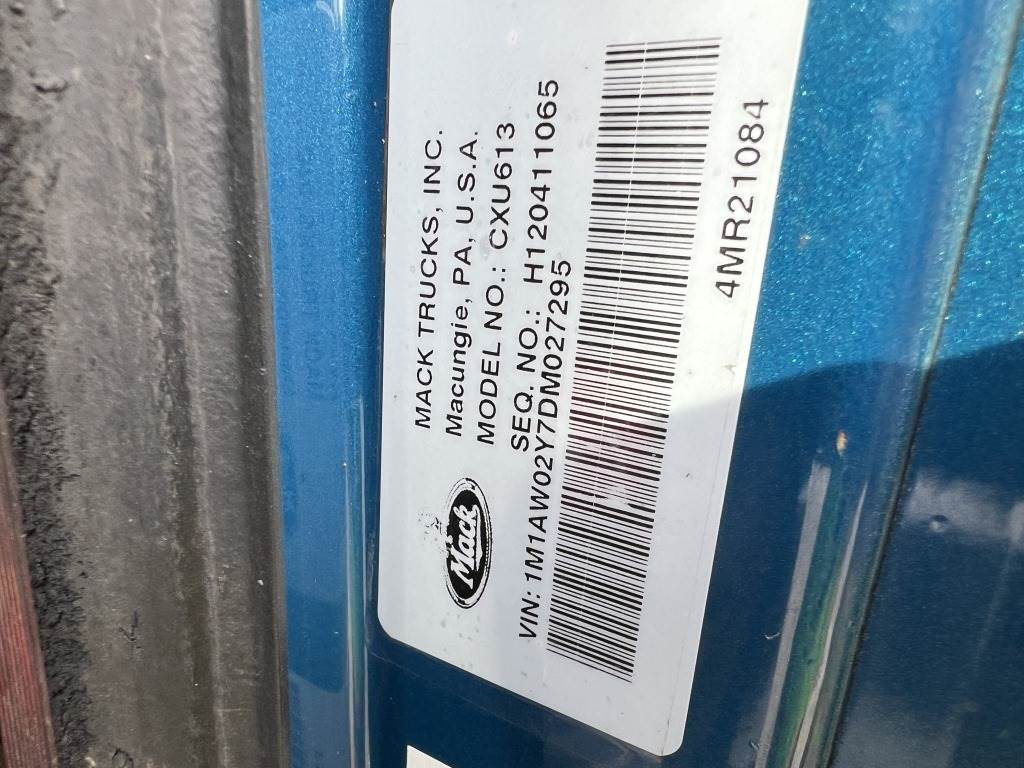 MACK TRUCKS, INC.
Macungie, PA, U.S.A.
MODEL NO.: CXU613
SEQ. NO.: H120411065
Mack
VIN: 1M1AW02Y7DM027295
4MR21084